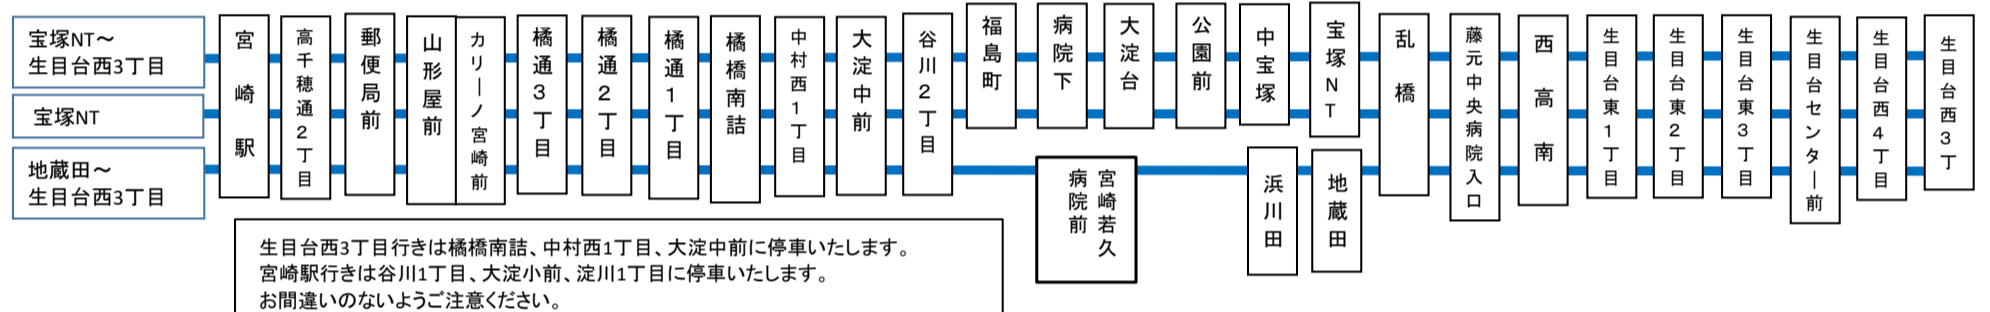 宝塚NT～
生目台西3丁目
宝塚NT
地蔵田～
生目台西3丁目
宮崎駅
高千穂通2丁目
郵便局前
山形屋前
カリーノ宮崎前
橘通3丁目
橘通2丁目
橘通1丁目
橘橋南詰
中村西1丁目
大淀中前
谷川2丁目
福島町
病院下
大淀台
公園前
中宝塚
宝塚NT
宮崎若久
病院前
浜川田
地蔵田
乱橋
藤元中央病院入口
西高南
生目台東1丁目
生目台東2丁目
生目台東3丁目
生目台センター前
生目台西4丁目
生目台西3丁
生目台西3丁目行きは橘橋南詰、中村西1丁目、大淀中前に停車いたします。
宮崎駅行きは谷川1丁目、大淀小前、淀川1丁目に停車いたします。
お間違いのないようご注意ください。